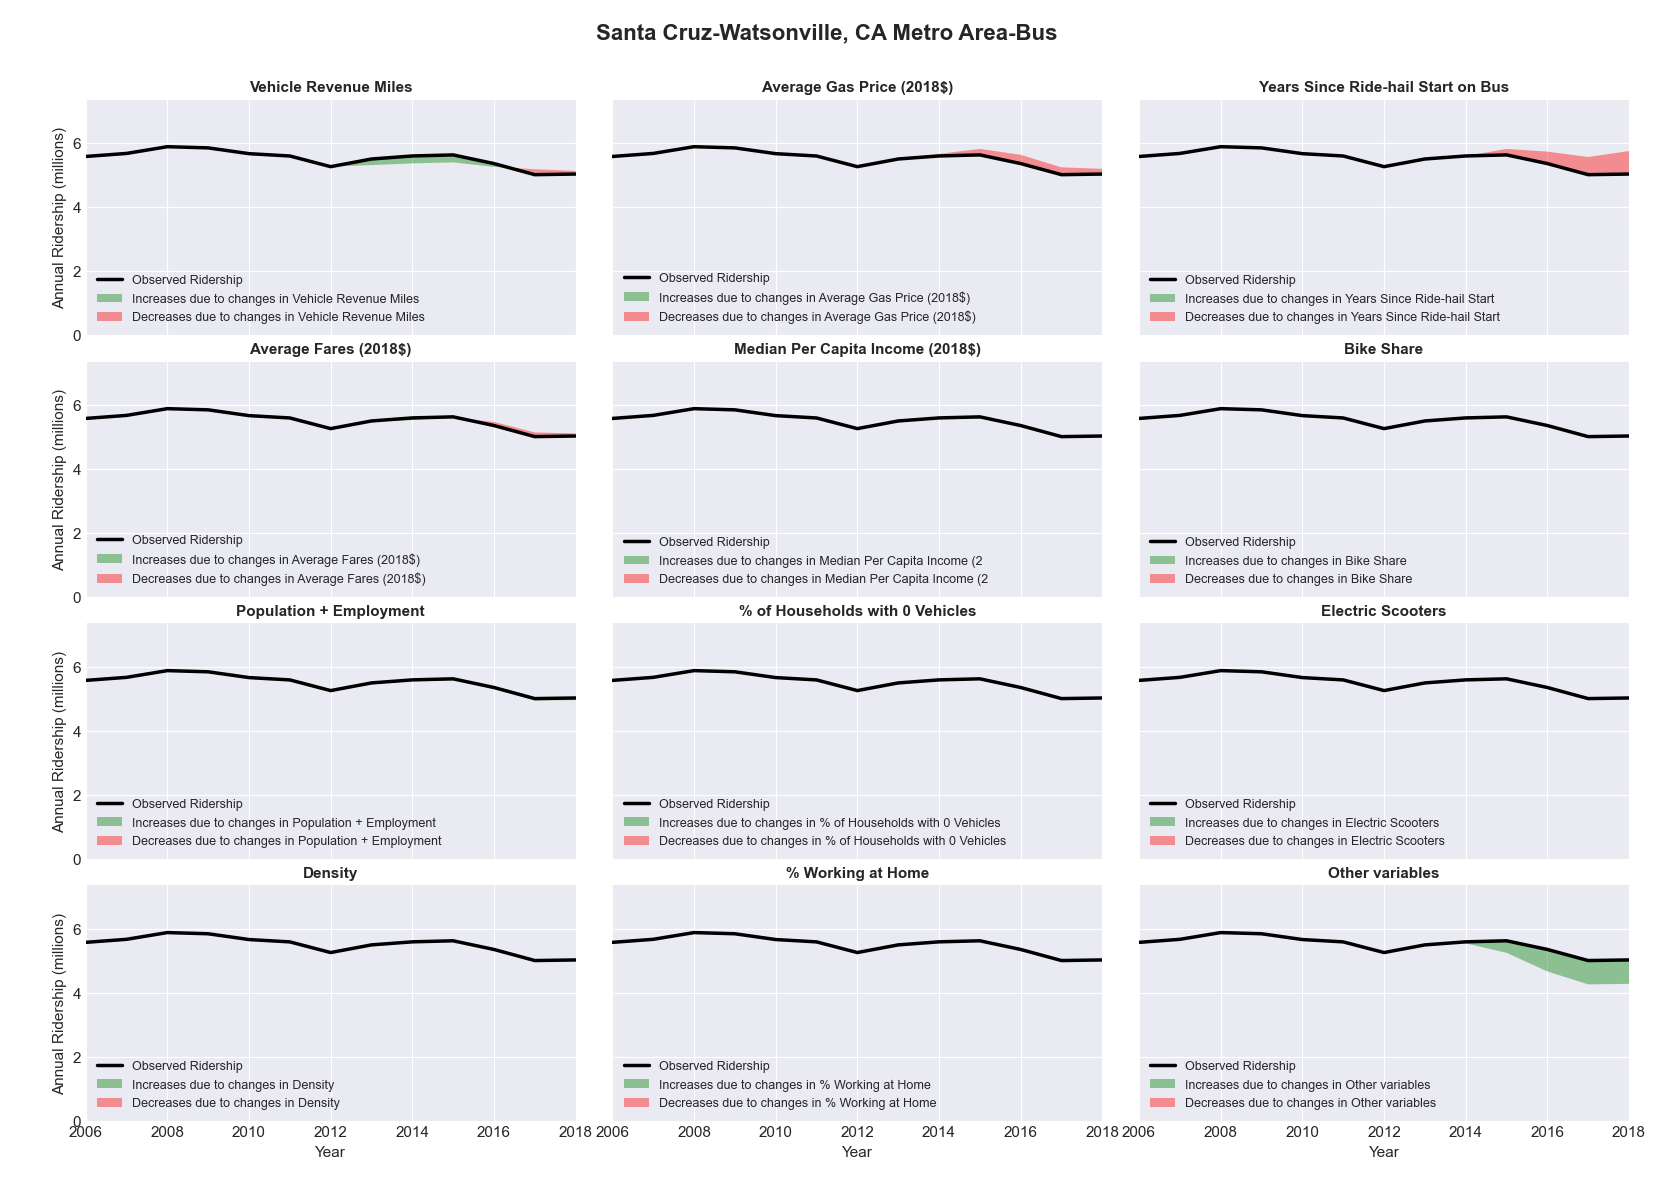 Santa Cruz-Watsonville, CA Metro Area-Bus
Vehicle Revenue Miles
Annual Ridership (millions)
6
4
2
0
Observed Ridership
Increases due to changes in Vehicle Revenue Miles
Decreases due to changes in Vehicle Revenue Miles
Average Gas Price (2018$)
Observed Ridership
Increases due to changes in Average Gas Price (2018$)
Decreases due to changes in Average Gas Price (2018$)
Years Since Ride-hail Start on Bus
Observed Ridership
Increases due to changes in Years Since Ride-hail Start
Decreases due to changes in Years Since Ride-hail Start
Average Fares (2018$)
Annual Ridership (millions)
6
4
2
0
Observed Ridership
Increases due to changes in Average Fares (2018$)
Decreases due to changes in Average Fares (2018$)
Median Per Capita Income (2018$)
Observed Ridership
Increases due to changes in Median Per Capita Income (2
Decreases due to changes in Median Per Capita Income (2
Bike Share
Observed Ridership
Increases due to changes in Bike Share
Decreases due to changes in Bike Share
Population + Employment
Annual Ridership (millions)
6
4
2
0
Observed Ridership
Increases due to changes in Population + Employment
Decreases due to changes in Population + Employment
% of Households with 0 Vehicles
Observed Ridership
Increases due to changes in % of Households with 0 Vehicles
Decreases due to changes in % of Households with 0 Vehicles
Electric Scooters
Observed Ridership
Increases due to changes in Electric Scooters
Decreases due to changes in Electric Scooters
Density
Annual Ridership (millions)
6
4
2
0
Observed Ridership
Increases due to changes in Density
Decreases due to changes in Density
2006 2008 2010 2012 2014 2016 2018
Year
% Working at Home
Observed Ridership
Increases due to changes in % Working at Home
Decreases due to changes in % Working at Home
2006 2008 2010 2012 2014 2016 2018
Year
Other variables
Observed Ridership
Increases due to changes in Other variables
Decreases due to changes in Other variables
2006 2008 2010 2012 2014 2016 2018
Year